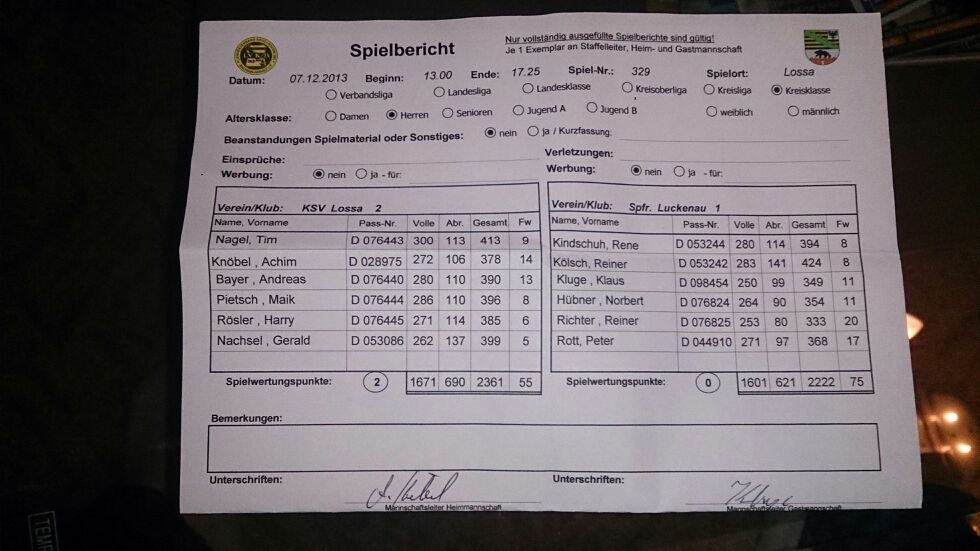 Spielbericht
Nur vollständig ausgefüllte Spielberichte sind gültig!
Je 1 Exemplar an Staffelleiter, Heim- und Gastmannschaft
Datum: 07.12.2013 Beginn: 13.00 Ende: 17.25 Spiel-Nr.: 329 Spielort: Lossa
Verbandsliga Landesliga Landesklasse Kreisoberliga Kreisliga Kreisklasse
Altersklasse: Damen Herren Senioren Jugend A Jugend B weiblich männlich
Beanstandungen Spielmaterial oder Sonstiges: nein ja / Kurzfassung:
Einsprüche: Verletzungen:
Werbung: nein ja - für: Werbung: nein ja - für:
Verein/Klub: KSV Lossa 2
Name, Vorname Pass-Nr. Volle Abr. Gesamt Fw
Nagel, Tim D 076443 300 113 413 9
Knöbel , Achim D 028975 272 106 378 14
Bayer , Andreas D 076440 280 110 390 13
Pietsch , Maik D 076444 286 110 396 8
Rösler , Harry D 076445 271 114 385 6
Nachsel , Gerald D 053086 262 137 399 5
Spielwertungspunkte: 2 1671 690 2361 55
Verein/Klub: Spfr. Luckenau 1
Name, Vorname Pass-Nr. Volle Abr. Gesamt Fw
Kindschuh, Rene D 053244 280 114 394 8
Kölsch , Reiner D 053242 283 141 424 8
Kluge , Klaus D 098454 250 99 349 11
Hübner , Norbert D 076824 264 90 354 11
Richter , Reiner D 076825 253 80 333 20
Rott, Peter D 044910 271 97 368 17
Spielwertungspunkte: 0 1601 621 2222 75
Bemerkungen:
Unterschriften: Unterschriften:
Mannschaftsleiter Heimmannschaft Mannschaftsleiter Gastmannschaft
TEMP